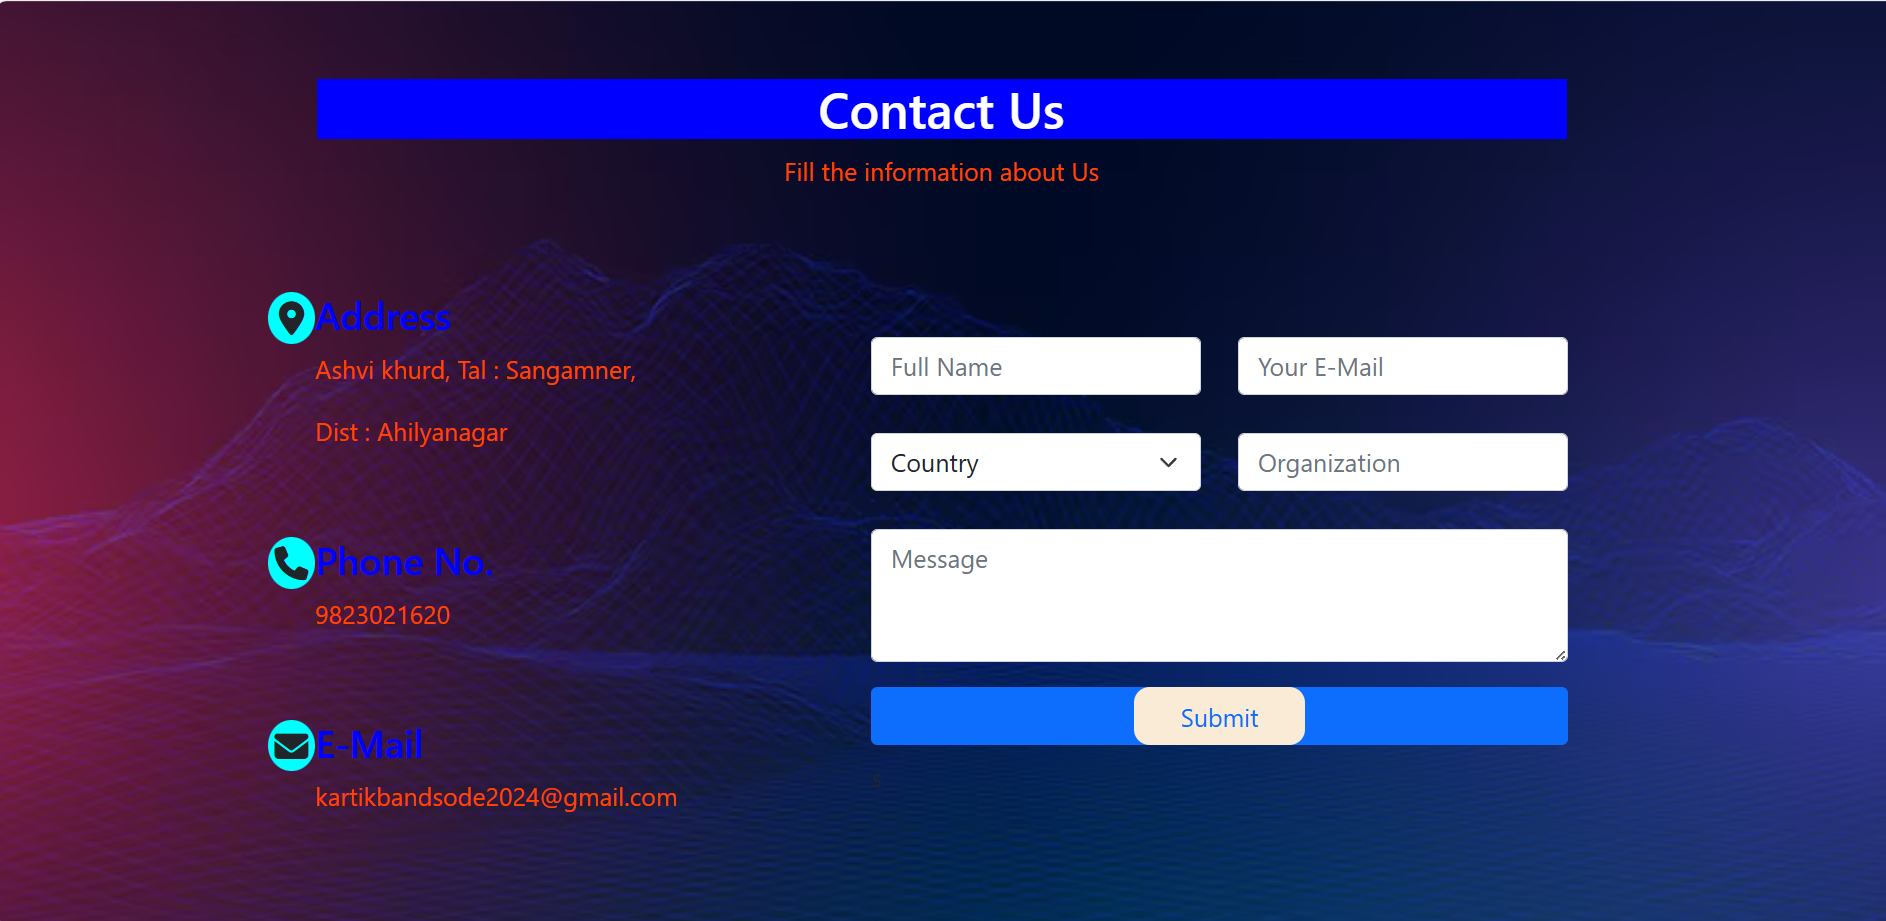 Contact Us
Fill the information about Us
Address
Ashvi khurd, Tal : Sangamner,
Dist : Ahilyanagar
Phone No.
9823021620
E-Mail
kartikbandsode2024@gmail.com
Full Name
Your E-Mail
Country
Organization
Message
Submit
s